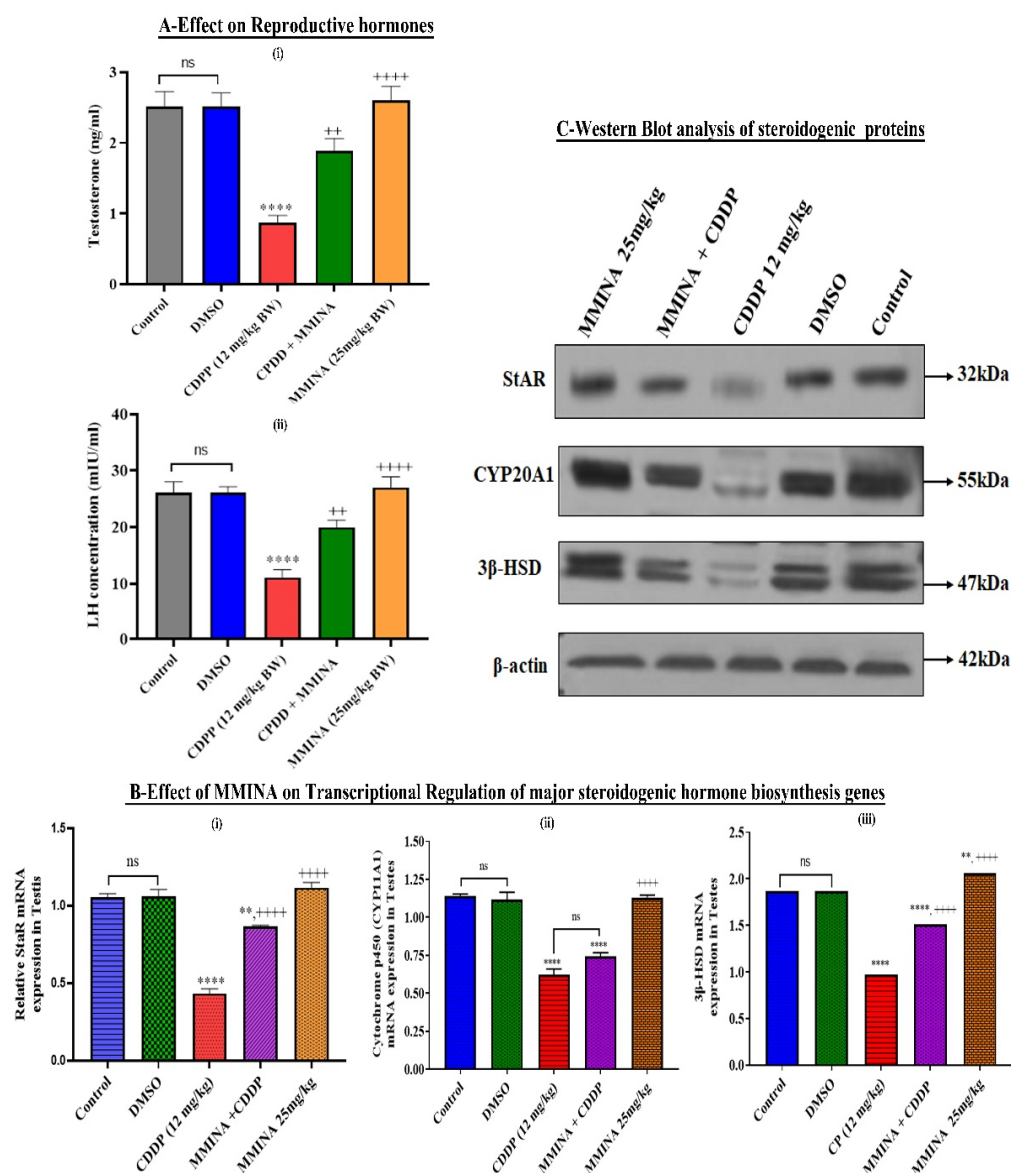 A-Effect on Reproductive hormones
(i)
ns
++++
++
****
Testosterone (ng/ml)
3
2
1
0
Control
DMSO
CDPP (12 mg/kg BW)
CPDD + MMINA
MMINA (25mg/kg BW)
(ii)
ns
++++
++
****
LH concentration (mIU/ml)
40
30
20
10
0
Control
DMSO
CDPP (12 mg/kg BW)
CPDD + MMINA
MMINA (25mg/kg BW)
C-Western Blot analysis of steroidogenic proteins
MMINA 25mg/kg
MMINA + CDDP
CDDP 12 mg/kg
DMSO
Control
StAR
32kDa
CYP20A1
55kDa
3β-HSD
47kDa
β-actin
42kDa
B-Effect of MMINA on Transcriptional Regulation of major steroidogenic hormone biosynthesis genes
(i)
ns
**,++++
++++
****
Relative StaR mRNA
expression in Testis
1.5
1.0
0.5
0.0
Control
DMSO
CDDP (12 mg/kg)
MMINA +CDDP
MMINA 25mg/kg
(ii)
ns
ns
++++
****
****
Cytochrome p450 (CYP11A1)
mRNA expression in Testes
1.50
1.25
1.00
0.75
0.50
0.25
0.00
Control
DMSO
CDDP (12 mg/kg)
MMINA + CDDP
MMINA 25mg/kg
(iii)
ns
**,++++
****,++++
****
3β-HSD mRNA
expression in Testes
2.5
2.0
1.5
1.0
0.5
0.0
Control
DMSO
CP (12 mg/kg)
MMINA + CDDP
MMINA 25mg/kg